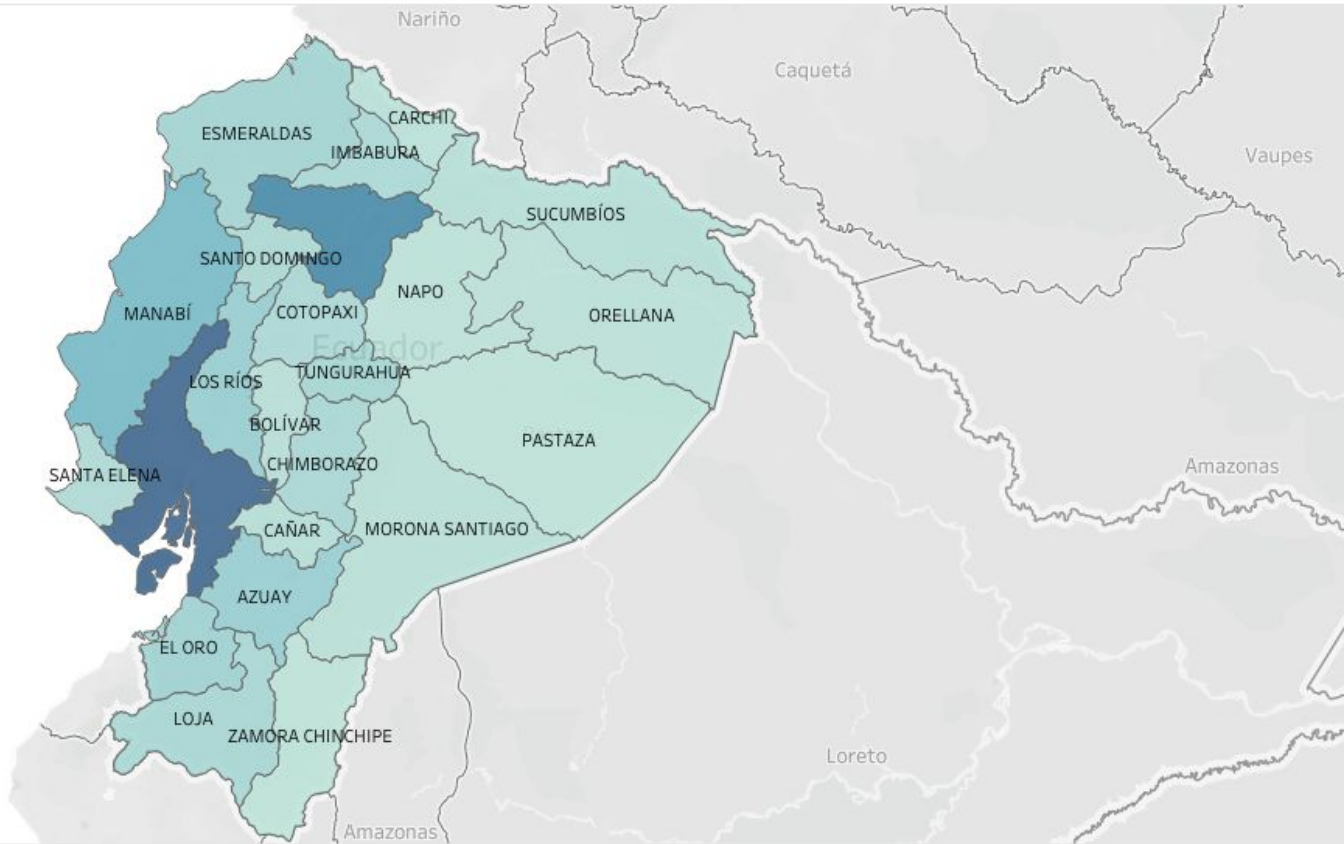 Nariño
Caquetá
CARCHI
ESMERALDAS
IMBABURA
Vaupes
SUCUMBÍOS
SANTO DOMINGO
NAPO
COTOPAXI
MANABÍ
ORELLANA
Ecuador
TUNGURAHUA
LOS RÍOS
BOLÍVAR
PASTAZA
CHIMBORAZO
Amazonas
SANTA ELENA
CAÑAR
MORONA SANTIAGO
AZUAY
EL ORO
LOJA
ZAMORA CHINCHIPE
Loreto
Amazonas